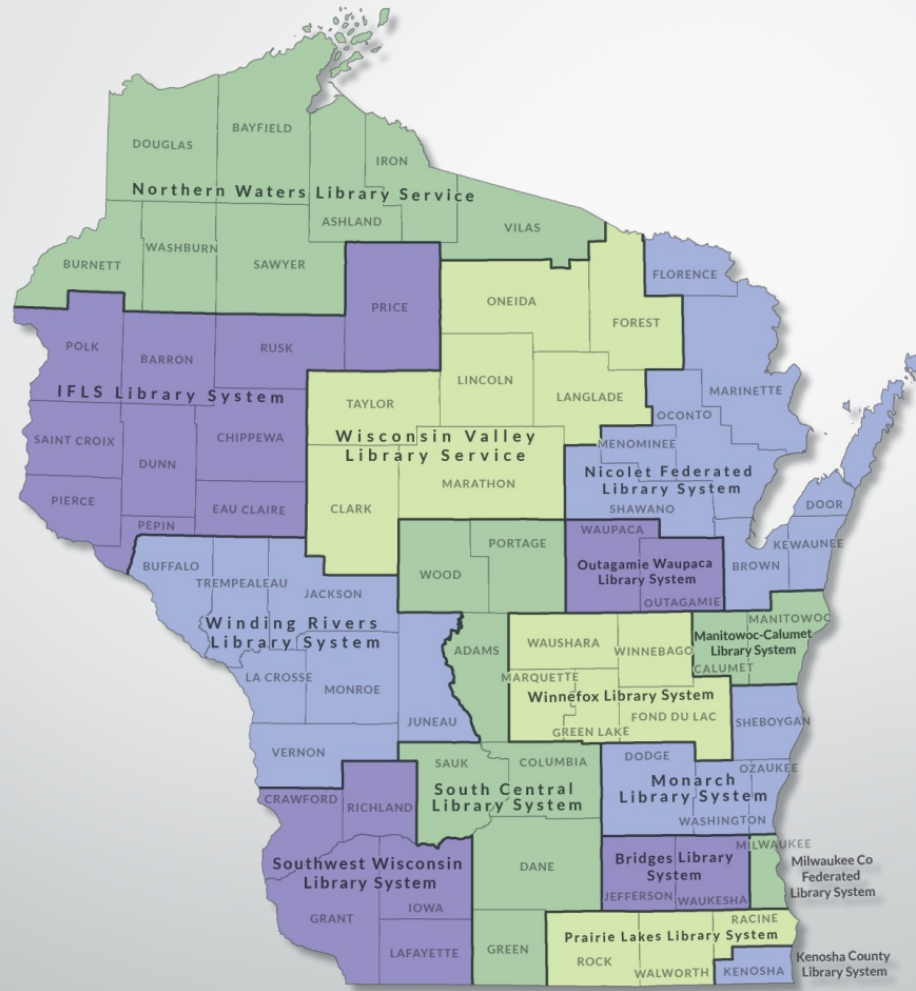 BAYFIELD
DOUGLAS
IRON
Northern Waters Library Service
ASHLAND
VILAS
WASHBURN
BURNETT
SAWYER
FLORENCE
PRICE
ONEIDA
FOREST
POLK
BARRON
RUSK
LINCOLN
LANGLADE
MARINETTE
IFLS Library System
TAYLOR
OCONTO
SAINT CROIX
CHIPPEWA
Wisconsin Valley
Library Service
MENOMINEE
DUNN
MARATHON
Nicolet Federated
Library System
PIERCE
EAU CLAIRE
CLARK
SHAWANO
DOOR
PEPIN
WAUPACA
KEWAUNEE
BUFFALO
PORTAGE
Outagamie Waupaca
Library System
BROWN
TREMPEALEAU
WOOD
JACKSON
OUTAGAMIE
Winding Rivers
Library System
MANITOWOC
Manitowoc-Calumet
Library System
ADAMS
WAUSHARA
WINNEBAGO
CALUMET
LA CROSSE
MONROE
MARQUETTE
Winnefox Library System
JUNEAU
FOND DU LAC
SHEBOYGAN
GREEN LAKE
VERNON
SAUK
COLUMBIA
DODGE
OZAUKEE
South Central
Library System
Monarch
Library System
CRAWFORD
RICHLAND
WASHINGTON
MILWAUKEE
Southwest Wisconsin
Library System
DANE
Bridges Library
System
Milwaukee Co
Federated
Library System
JEFFERSON
WAUKESHA
IOWA
GRANT
RACINE
Prairie Lakes Library System
LAFAYETTE
GREEN
ROCK
WALWORTH
KENOSHA
Kenosha County
Library System